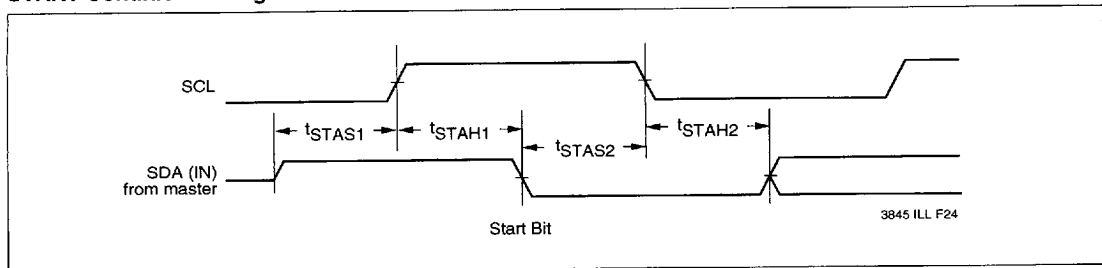 SCL
tSTAS1
tSTAH1
tSTAS2
tSTAH2
SDA (IN)
from master
Start Bit
3845 ILL F24